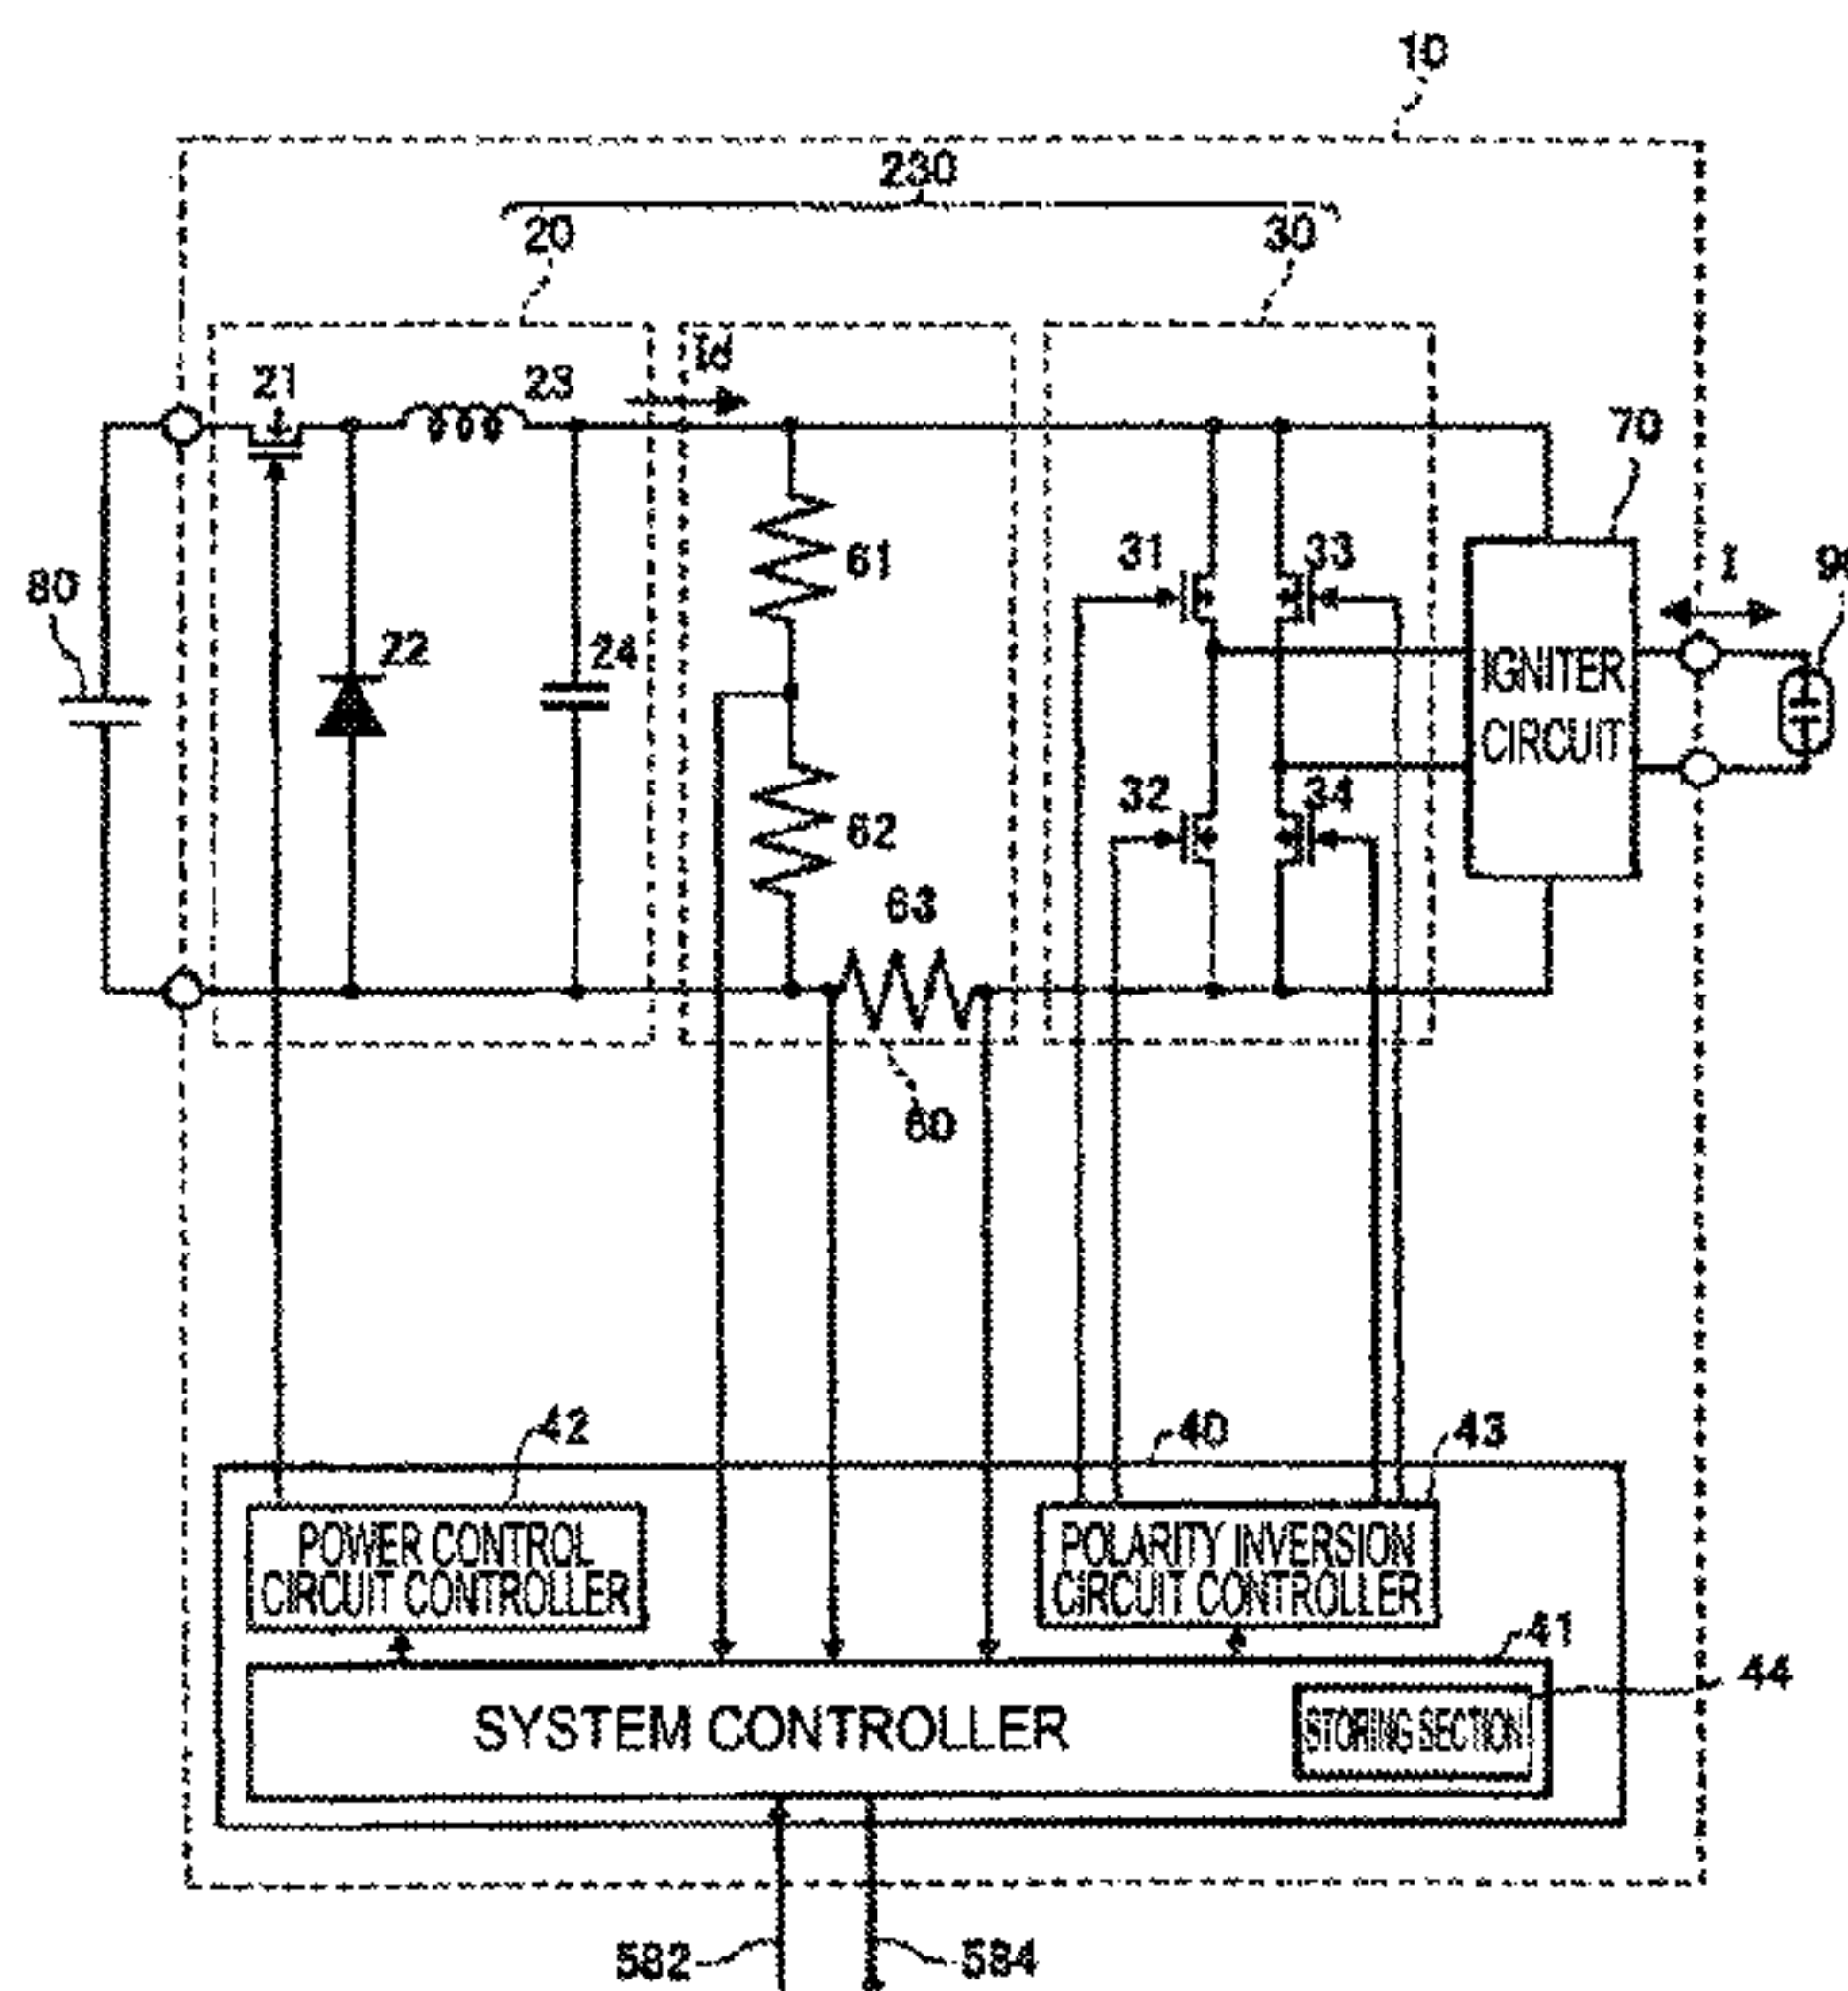 10
230
20
30
Id
21
23
70
61
31
33
I
80
22
24
IGNITER
CIRCUIT
32
34
62
63
60
42
40
43
POWER CONTROL
CIRCUIT CONTROLLER
POLARITY INVERSION
CIRCUIT CONTROLLER
41
44
SYSTEM CONTROLLER
STORING SECTION
582
584